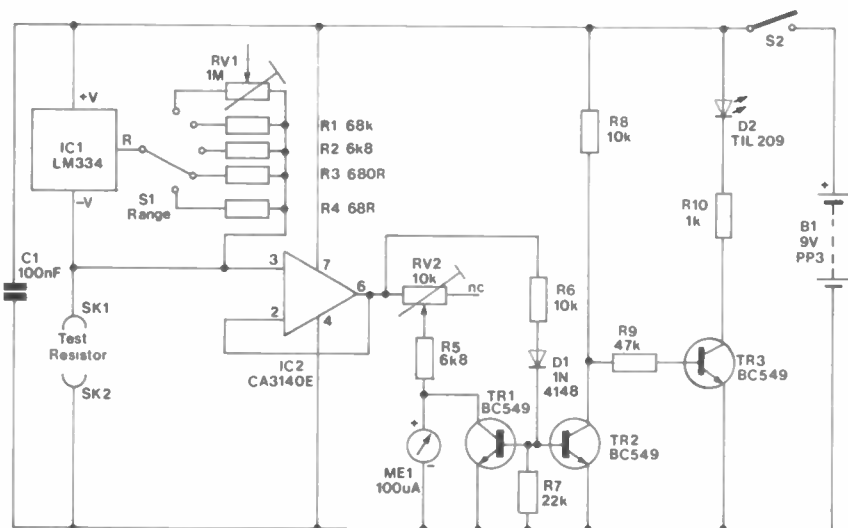 S2
RV1
1M
+V
IC1
LM334
R
-V
S1
Range
R1 68k
R2 6k8
R3 680R
R4 68R
R8
10k
D2
TIL 209
R10
1k
+
B1
9V
PP3
C1
100nF
SK1
Test
Resistor
SK2
3
7
6
2
4
IC2
CA3140E
RV2
10k
nc
R6
10k
R5
6k8
D1
1N
4148
R9
47k
TR3
BC549
TR1
BC549
TR2
BC549
+
-
ME1
100uA
R7
22k